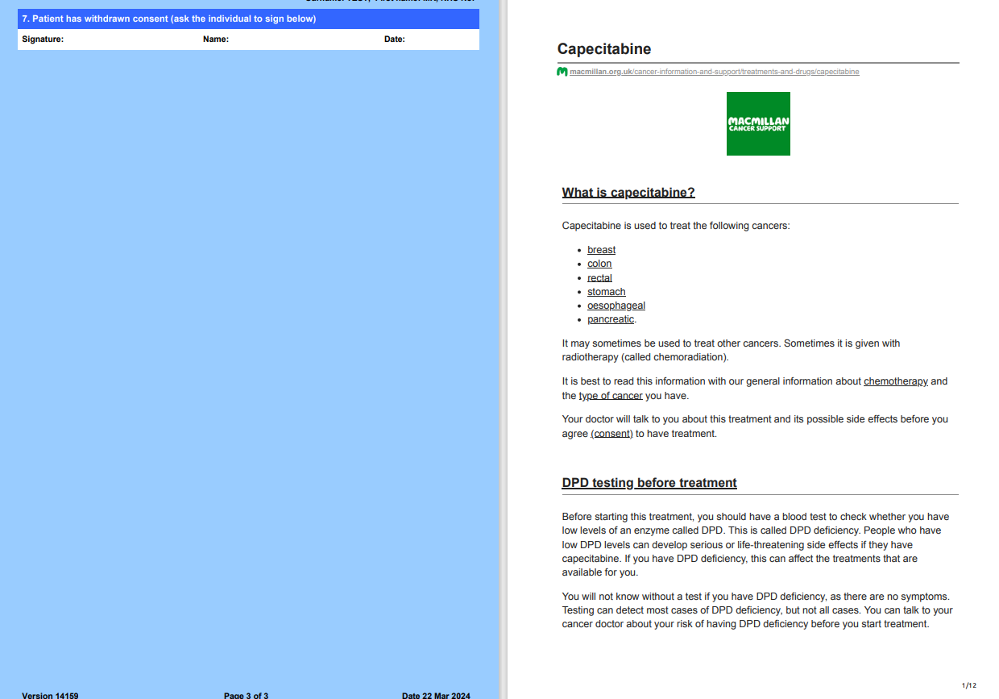 7. Patient has withdrawn consent (ask the individual to sign below)
Signature: Name: Date:
Version 14159 Page 3 of 3 Date 22 Mar 2024
Capecitabine
macmillan.org.uk/cancer-information-and-support/treatments-and-drugs/capecitabine
MACMILLAN
CANCER SUPPORT
What is capecitabine?
Capecitabine is used to treat the following cancers:
breast
colon
rectal
stomach
oesophageal
pancreatic.
It may sometimes be used to treat other cancers. Sometimes it is given with
radiotherapy (called chemoradiation).
It is best to read this information with our general information about chemotherapy and
the type of cancer you have.
Your doctor will talk to you about this treatment and its possible side effects before you
agree (consent) to have treatment.
DPD testing before treatment
Before starting this treatment, you should have a blood test to check whether you have
low levels of an enzyme called DPD. This is called DPD deficiency. People who have
low DPD levels can develop serious or life-threatening side effects if they have
capecitabine. If you have DPD deficiency, this can affect the treatments that are
available for you.
You will not know without a test if you have DPD deficiency, as there are no symptoms.
Testing can detect most cases of DPD deficiency, but not all cases. You can talk to your
cancer doctor about your risk of having DPD deficiency before you start treatment.
1/12